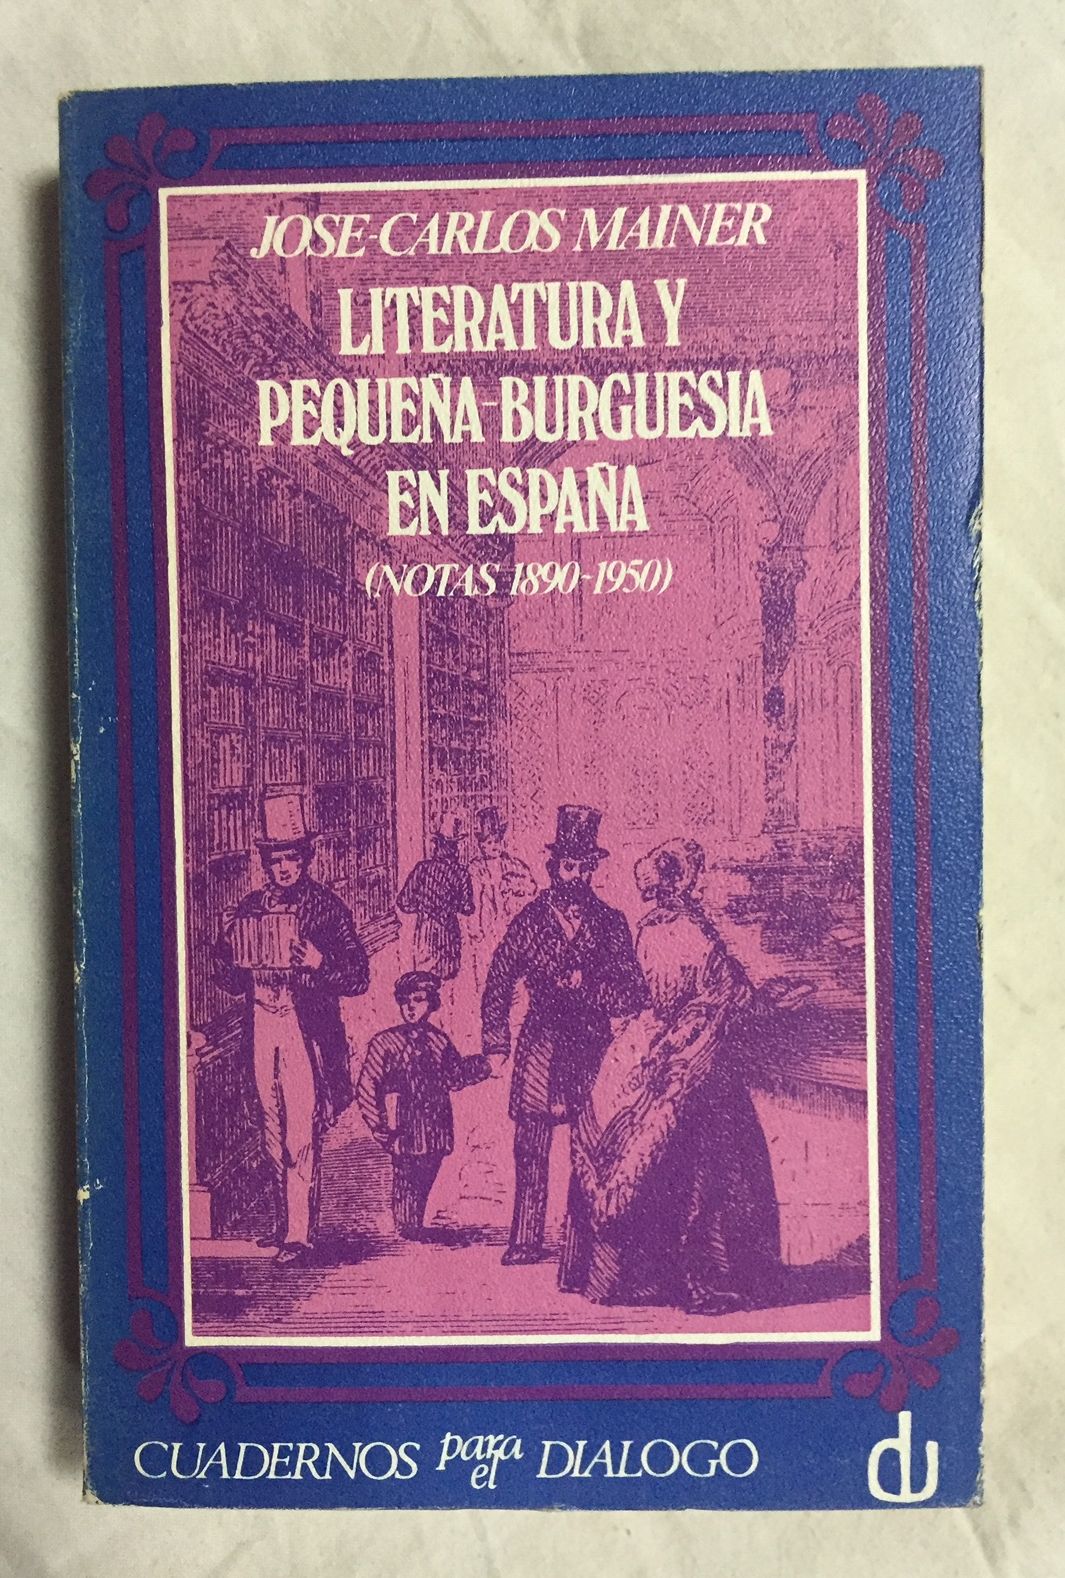 JOSE-CARLOS MAINER
LITERATURA Y
PEQUEÑA-BURGUESIA
EN ESPAÑA
(NOTAS 1890-1950)
CUADERNOS para el DIALOGO